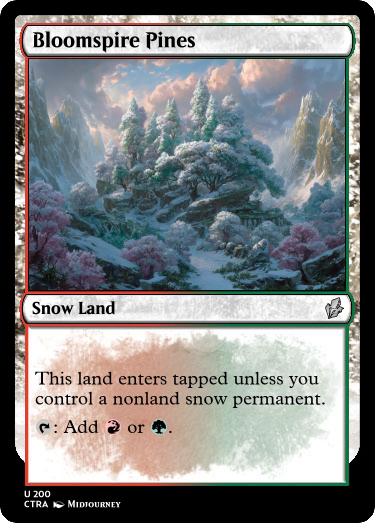 Bloomspire Pines
Snow Land
This land enters tapped unless you
control a nonland snow permanent.
: Add or .
U 200
CTRA Midjourney